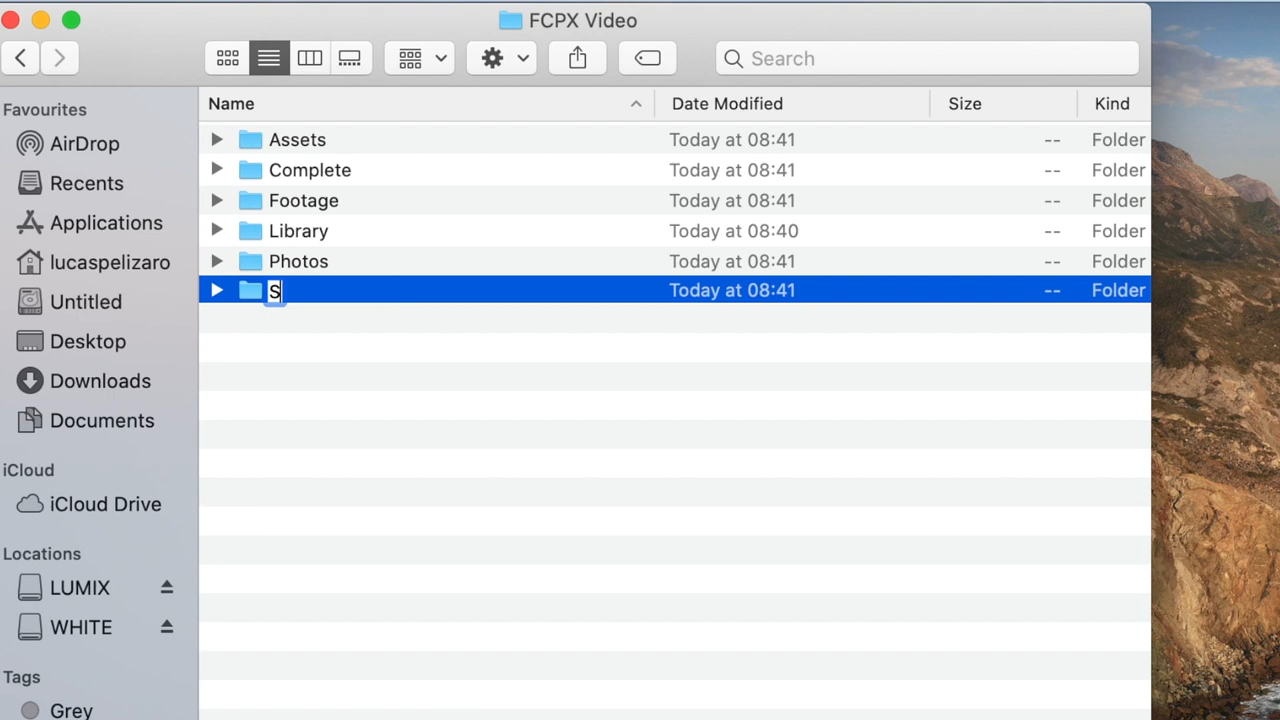 FCPX Video
Search
Favourites
AirDrop
Recents
Applications
lucaspelizaro
Untitled
Desktop
Downloads
Documents
iCloud
iCloud Drive
Locations
LUMIX
WHITE
Tags
Grey
Name Date Modified Size Kind
Assets Today at 08:41 -- Folder
Complete Today at 08:41 -- Folder
Footage Today at 08:41 -- Folder
Library Today at 08:40 -- Folder
Photos Today at 08:41 -- Folder
S Today at 08:41 -- Folder